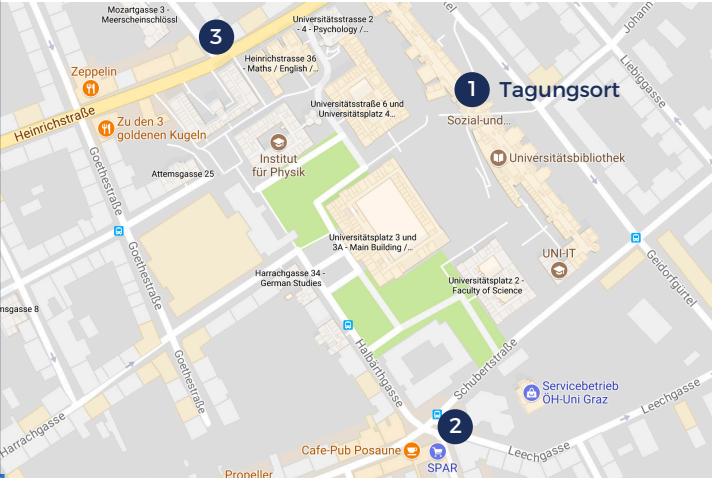 Mozartgasse 3 -
Meerscheinschlössl
3
Universitätsstrasse 2
- 4 - Psychology /...
Heinrichstrasse 36
- Maths / English /...
Zeppelin
1 Tagungsort
Johann
Liebiggasse
Universitätsstraße 6 und
Universitätsplatz 4...
Sozial-und...
Heinrichstraße
Zu den 3
goldenen Kugeln
Institut
für Physik
Universitätsbibliothek
Goethestraße
Attemsgasse 25
Universitätsplatz 3 und
3A - Main Building /...
UNI-IT
Goethestraße
Harrachgasse 34 -
German Studies
Universitätsplatz 2 -
Faculty of Science
Geidorfgürtel
msgasse 8
Halbärthgasse
Schubertstraße
Goethestraße
Servicebetrieb
ÖH-Uni Graz
Harrachgasse
Leechgasse
2
Leechgasse
Cafe-Pub Posaune
SPAR
Propeller